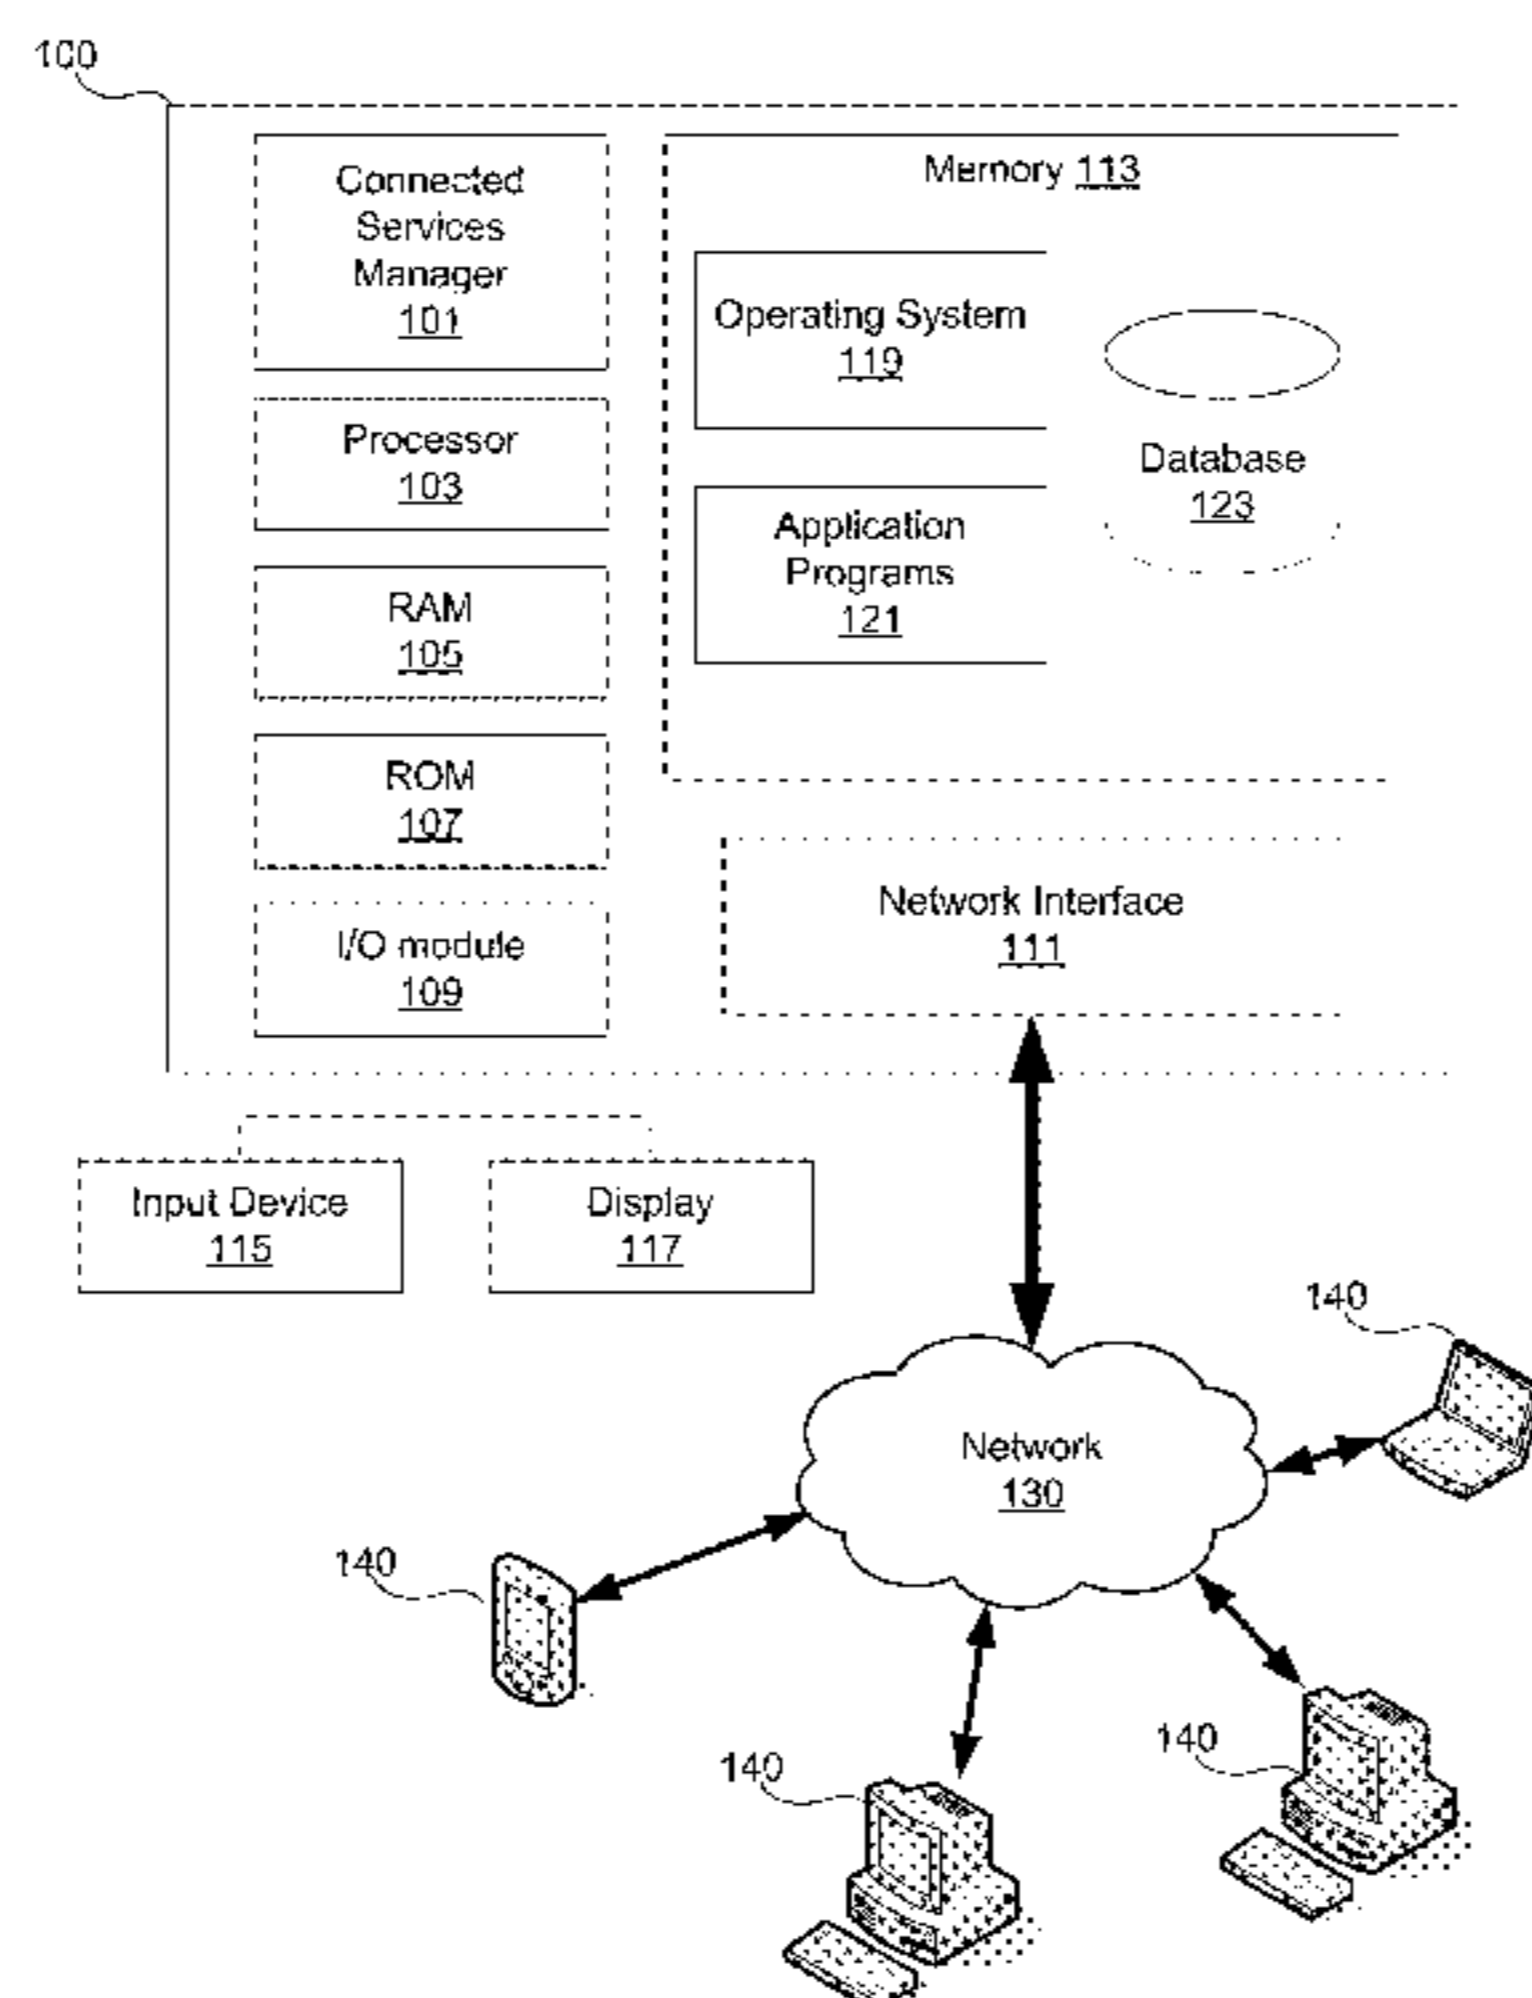 100
Connected
Services
Manager
101
Processor
103
RAM
105
ROM
107
I/O module
109
Memory 113
Operating System
119
Application
Programs
121
Database
123
Network Interface
111
Input Device
115
Display
117
Network
130
140
140
140
140